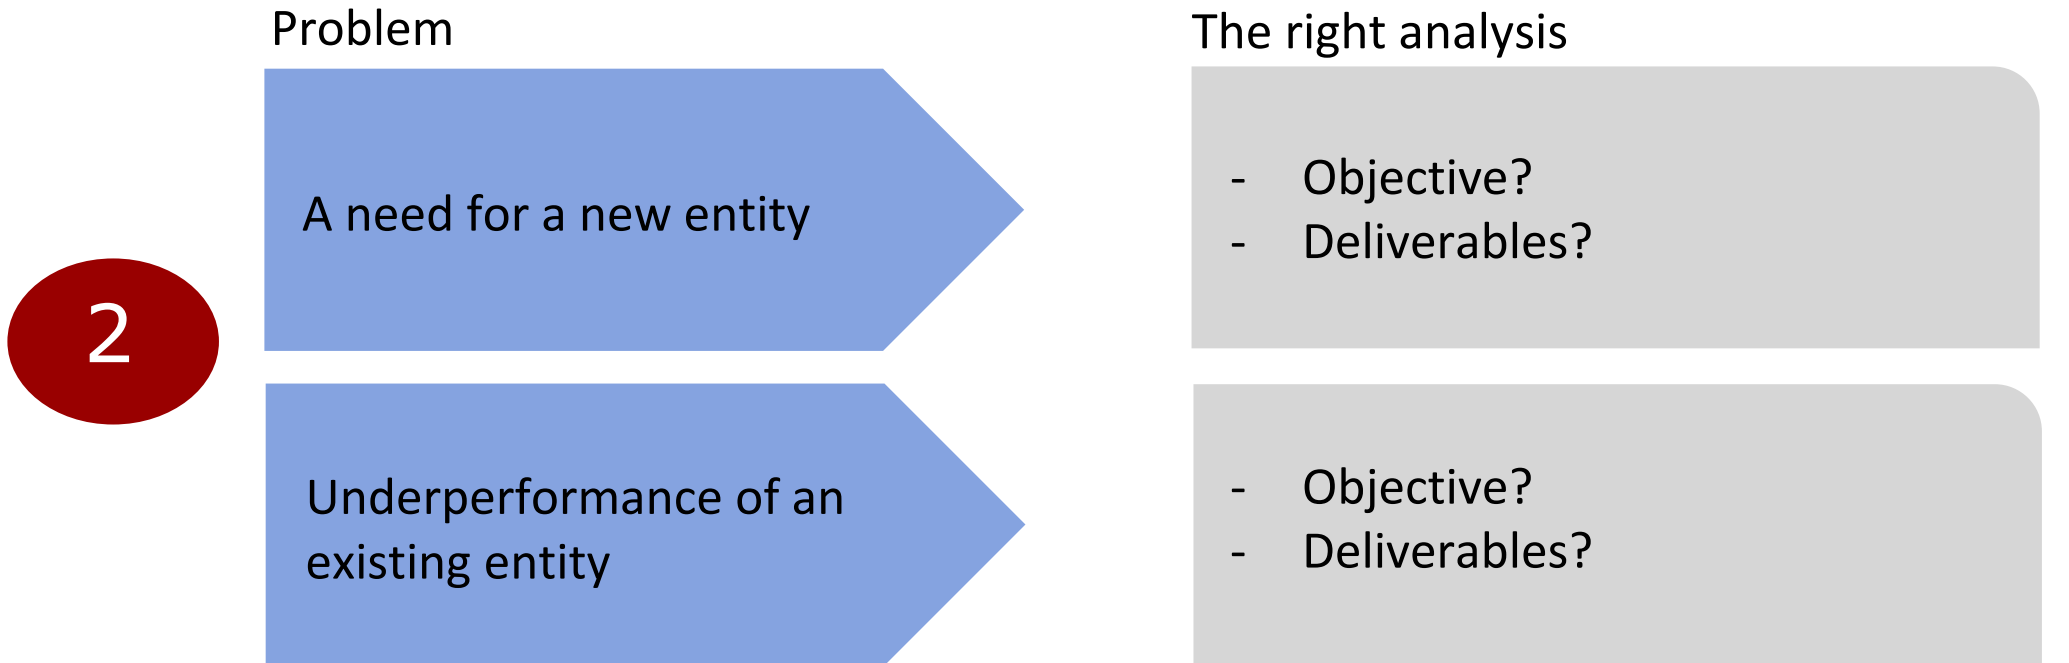 Problem
The right analysis
2
A need for a new entity
- Objective?
- Deliverables?
Underperformance of an
existing entity
- Objective?
- Deliverables?